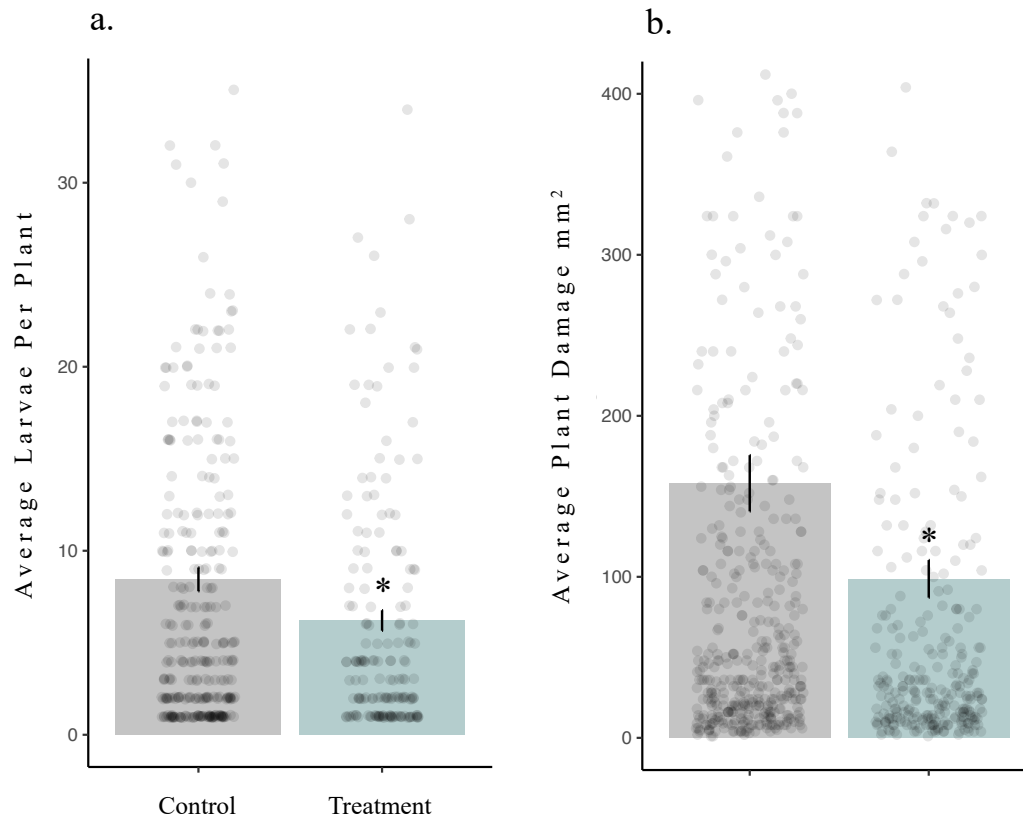 a.
Average Larvae Per Plant
30
20
10
0
Control
Treatment
*
b.
Average Plant Damage mm²
400
300
200
100
0
*